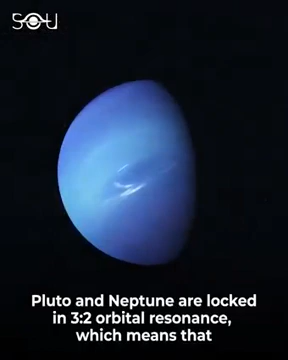 SOU
Pluto and Neptune are locked
in 3:2 orbital resonance,
which means that